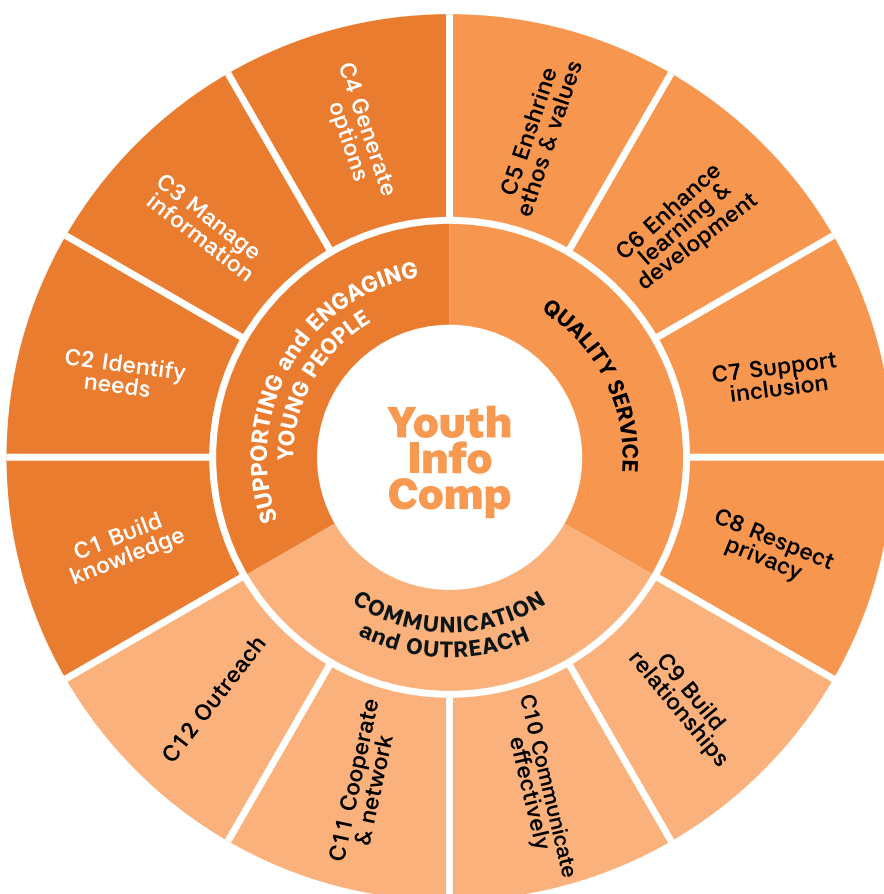 Youth
Info
Comp
SUPPORTING and ENGAGING
YOUNG PEOPLE
QUALITY SERVICE
COMMUNICATION
and OUTREACH
C1 Build
knowledge
C2 Identify
needs
C3 Manage
information
C4 Generate
options
C5 Enshrine
ethos & values
C6 Enhance
learning &
development
C7 Support
inclusion
C8 Respect
privacy
C9 Build
relationships
C10 Communicate
effectively
C11 Cooperate
& network
C12 Outreach